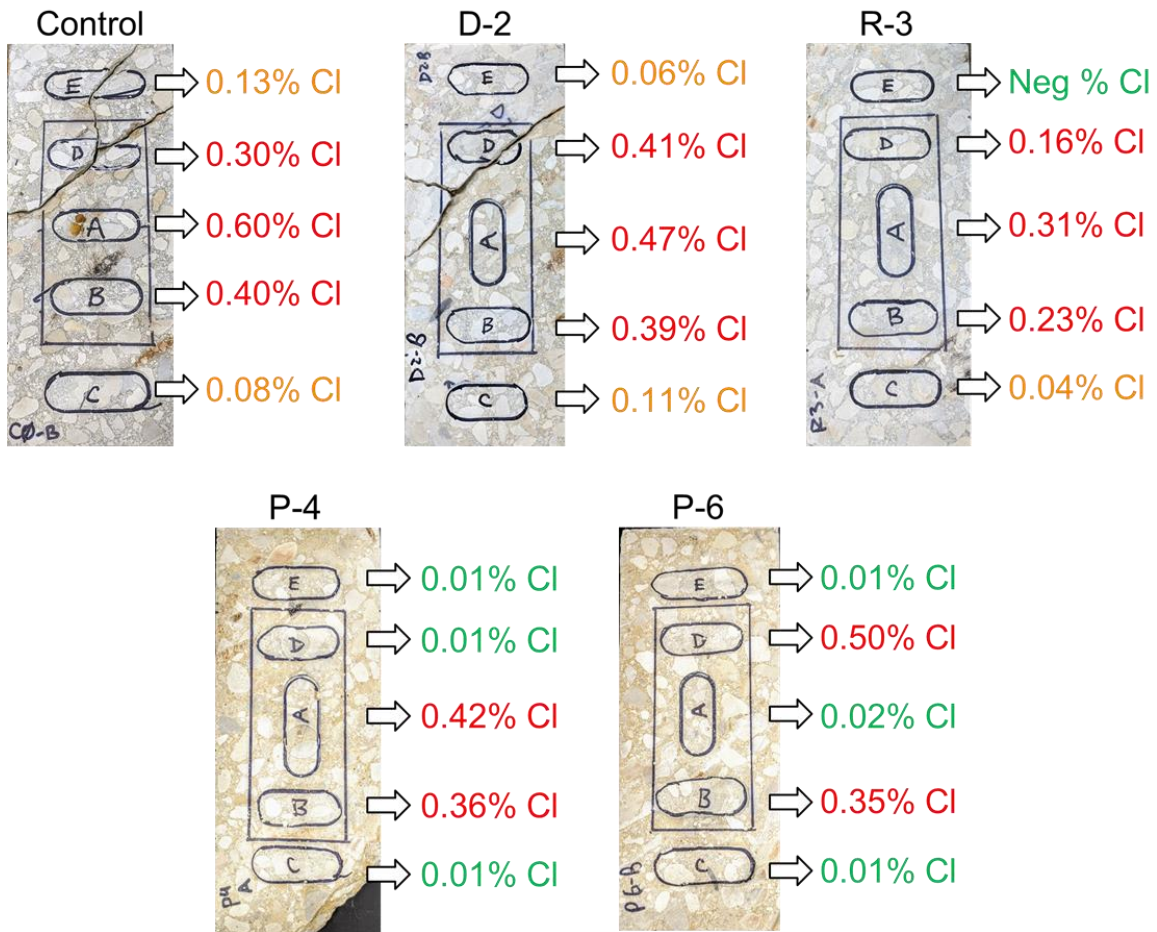 Control
E
0.13% Cl
D
0.30% Cl
A
0.60% Cl
B
0.40% Cl
C
0.08% Cl
CØ-B
D-2
D2B
E
0.06% Cl
D
0.41% Cl
A
0.47% Cl
B
0.39% Cl
D2-B
C
0.11% Cl
R-3
E
Neg % Cl
D
0.16% Cl
A
0.31% Cl
B
0.23% Cl
C
0.04% Cl
R3-A
P-4
E
0.01% Cl
D
0.01% Cl
A
0.42% Cl
B
0.36% Cl
C
0.01% Cl
P4
A
P-6
E
0.01% Cl
D
0.50% Cl
A
0.02% Cl
B
0.35% Cl
C
0.01% Cl
P6-B